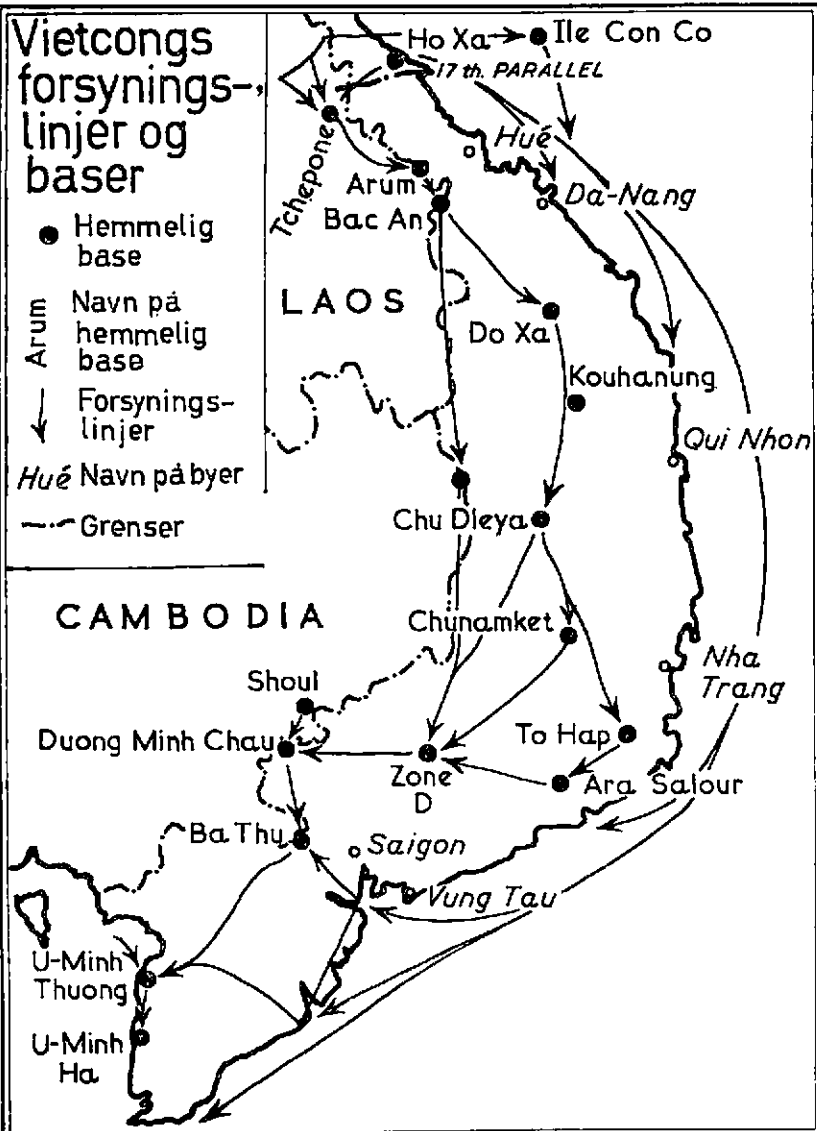 Vietcongs
forsynings-
linjer og
baser
Hemmelig
base
Arum
Navn på
hemmelig
base
Forsynings-
linjer
Hué Navn på byer
Grenser
Ho Xa
Ile Con Co
17 th. PARALLEL
Tchepone
Hué
Arum
Da-Nang
Bac An
LAOS
Do Xa
Kouhanung
Qui Nhon
Chu Dleya
CAMBODIA
Chunamket
Nha
Trang
Shoul
To Hap
Duong Minh Chau
Zone
D
Ara Salour
Ba Thu
Saigon
Vung Tau
U-Minh
Thuong
U-Minh
Ha